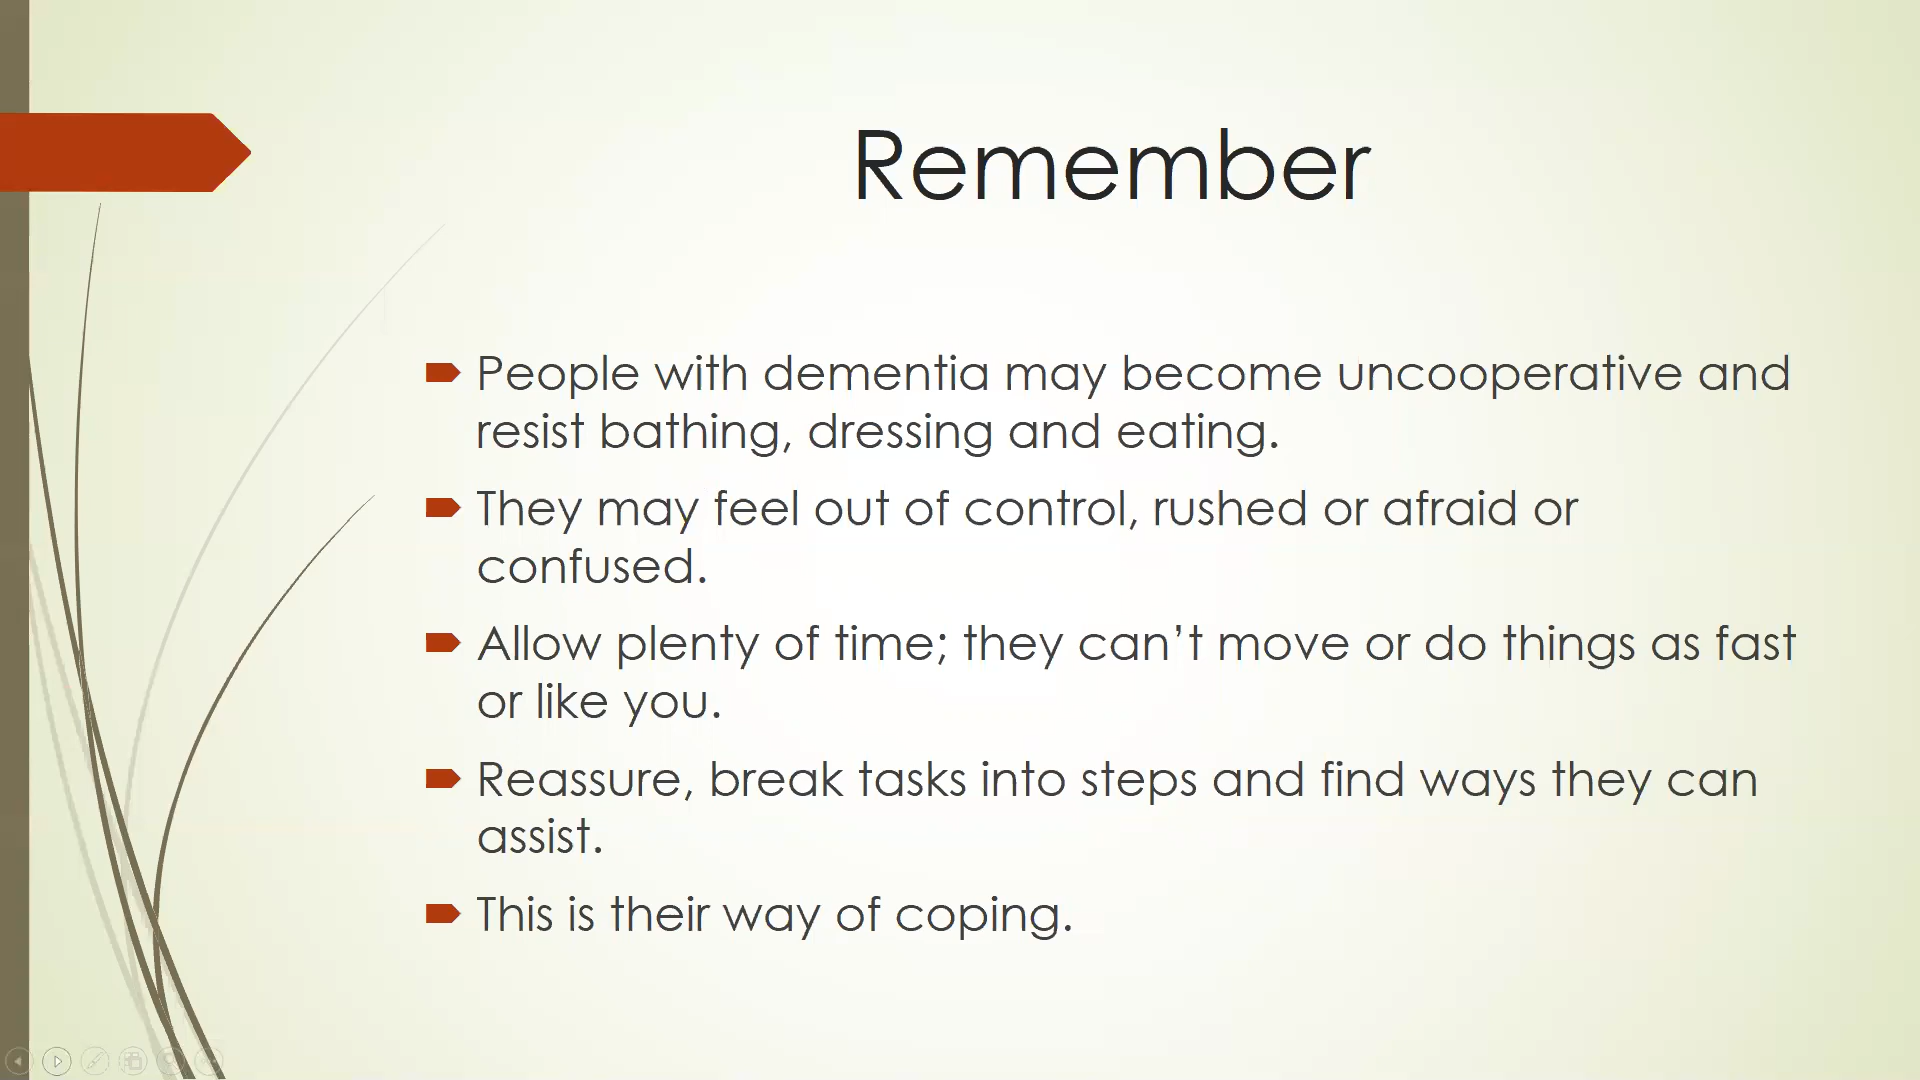 Remember
People with dementia may become uncooperative and
resist bathing, dressing and eating.
They may feel out of control, rushed or afraid or
confused.
Allow plenty of time; they can’t move or do things as fast
or like you.
Reassure, break tasks into steps and find ways they can
assist.
This is their way of coping.